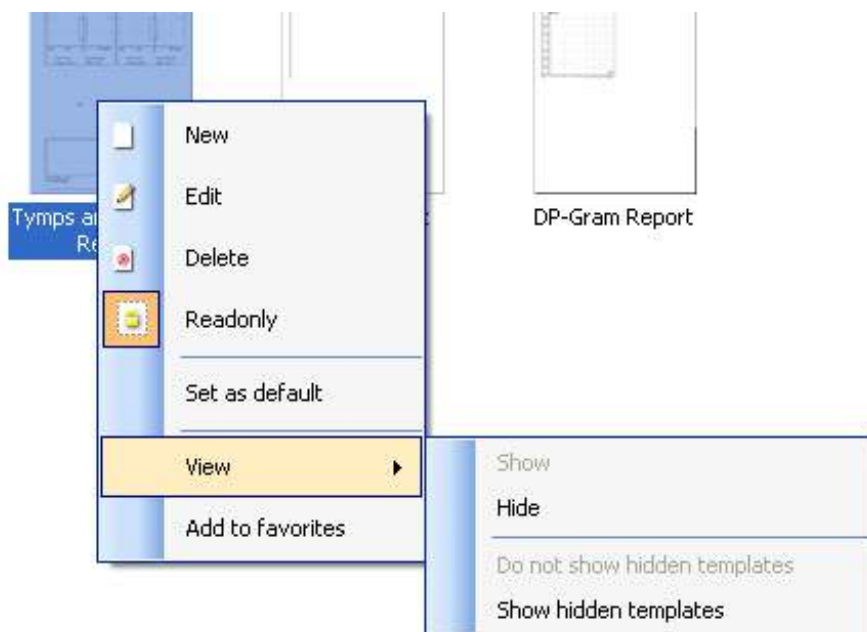 New
Edit
Tymps
DP-Gram Report
Delete
Readonly
Set as default
View
Show
Hide
Add to favorites
Do not show hidden templates
Show hidden templates